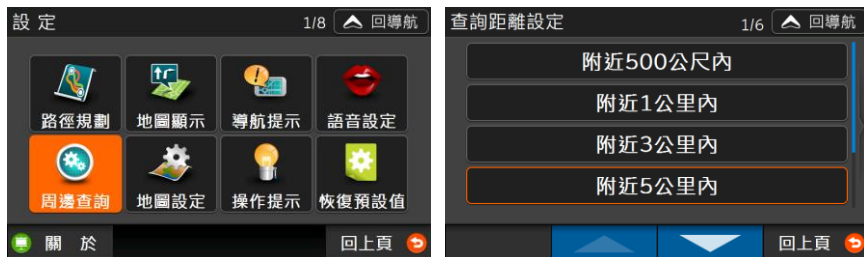 設 定
1/8
回導航
路徑規劃
地圖顯示
導航提示
語音設定
周邊查詢
地圖設定
操作提示
恢復預設值
關 於
回上頁
查詢距離設定
1/6
回導航
附近500公尺內
附近1公里內
附近3公里內
附近5公里內
回上頁